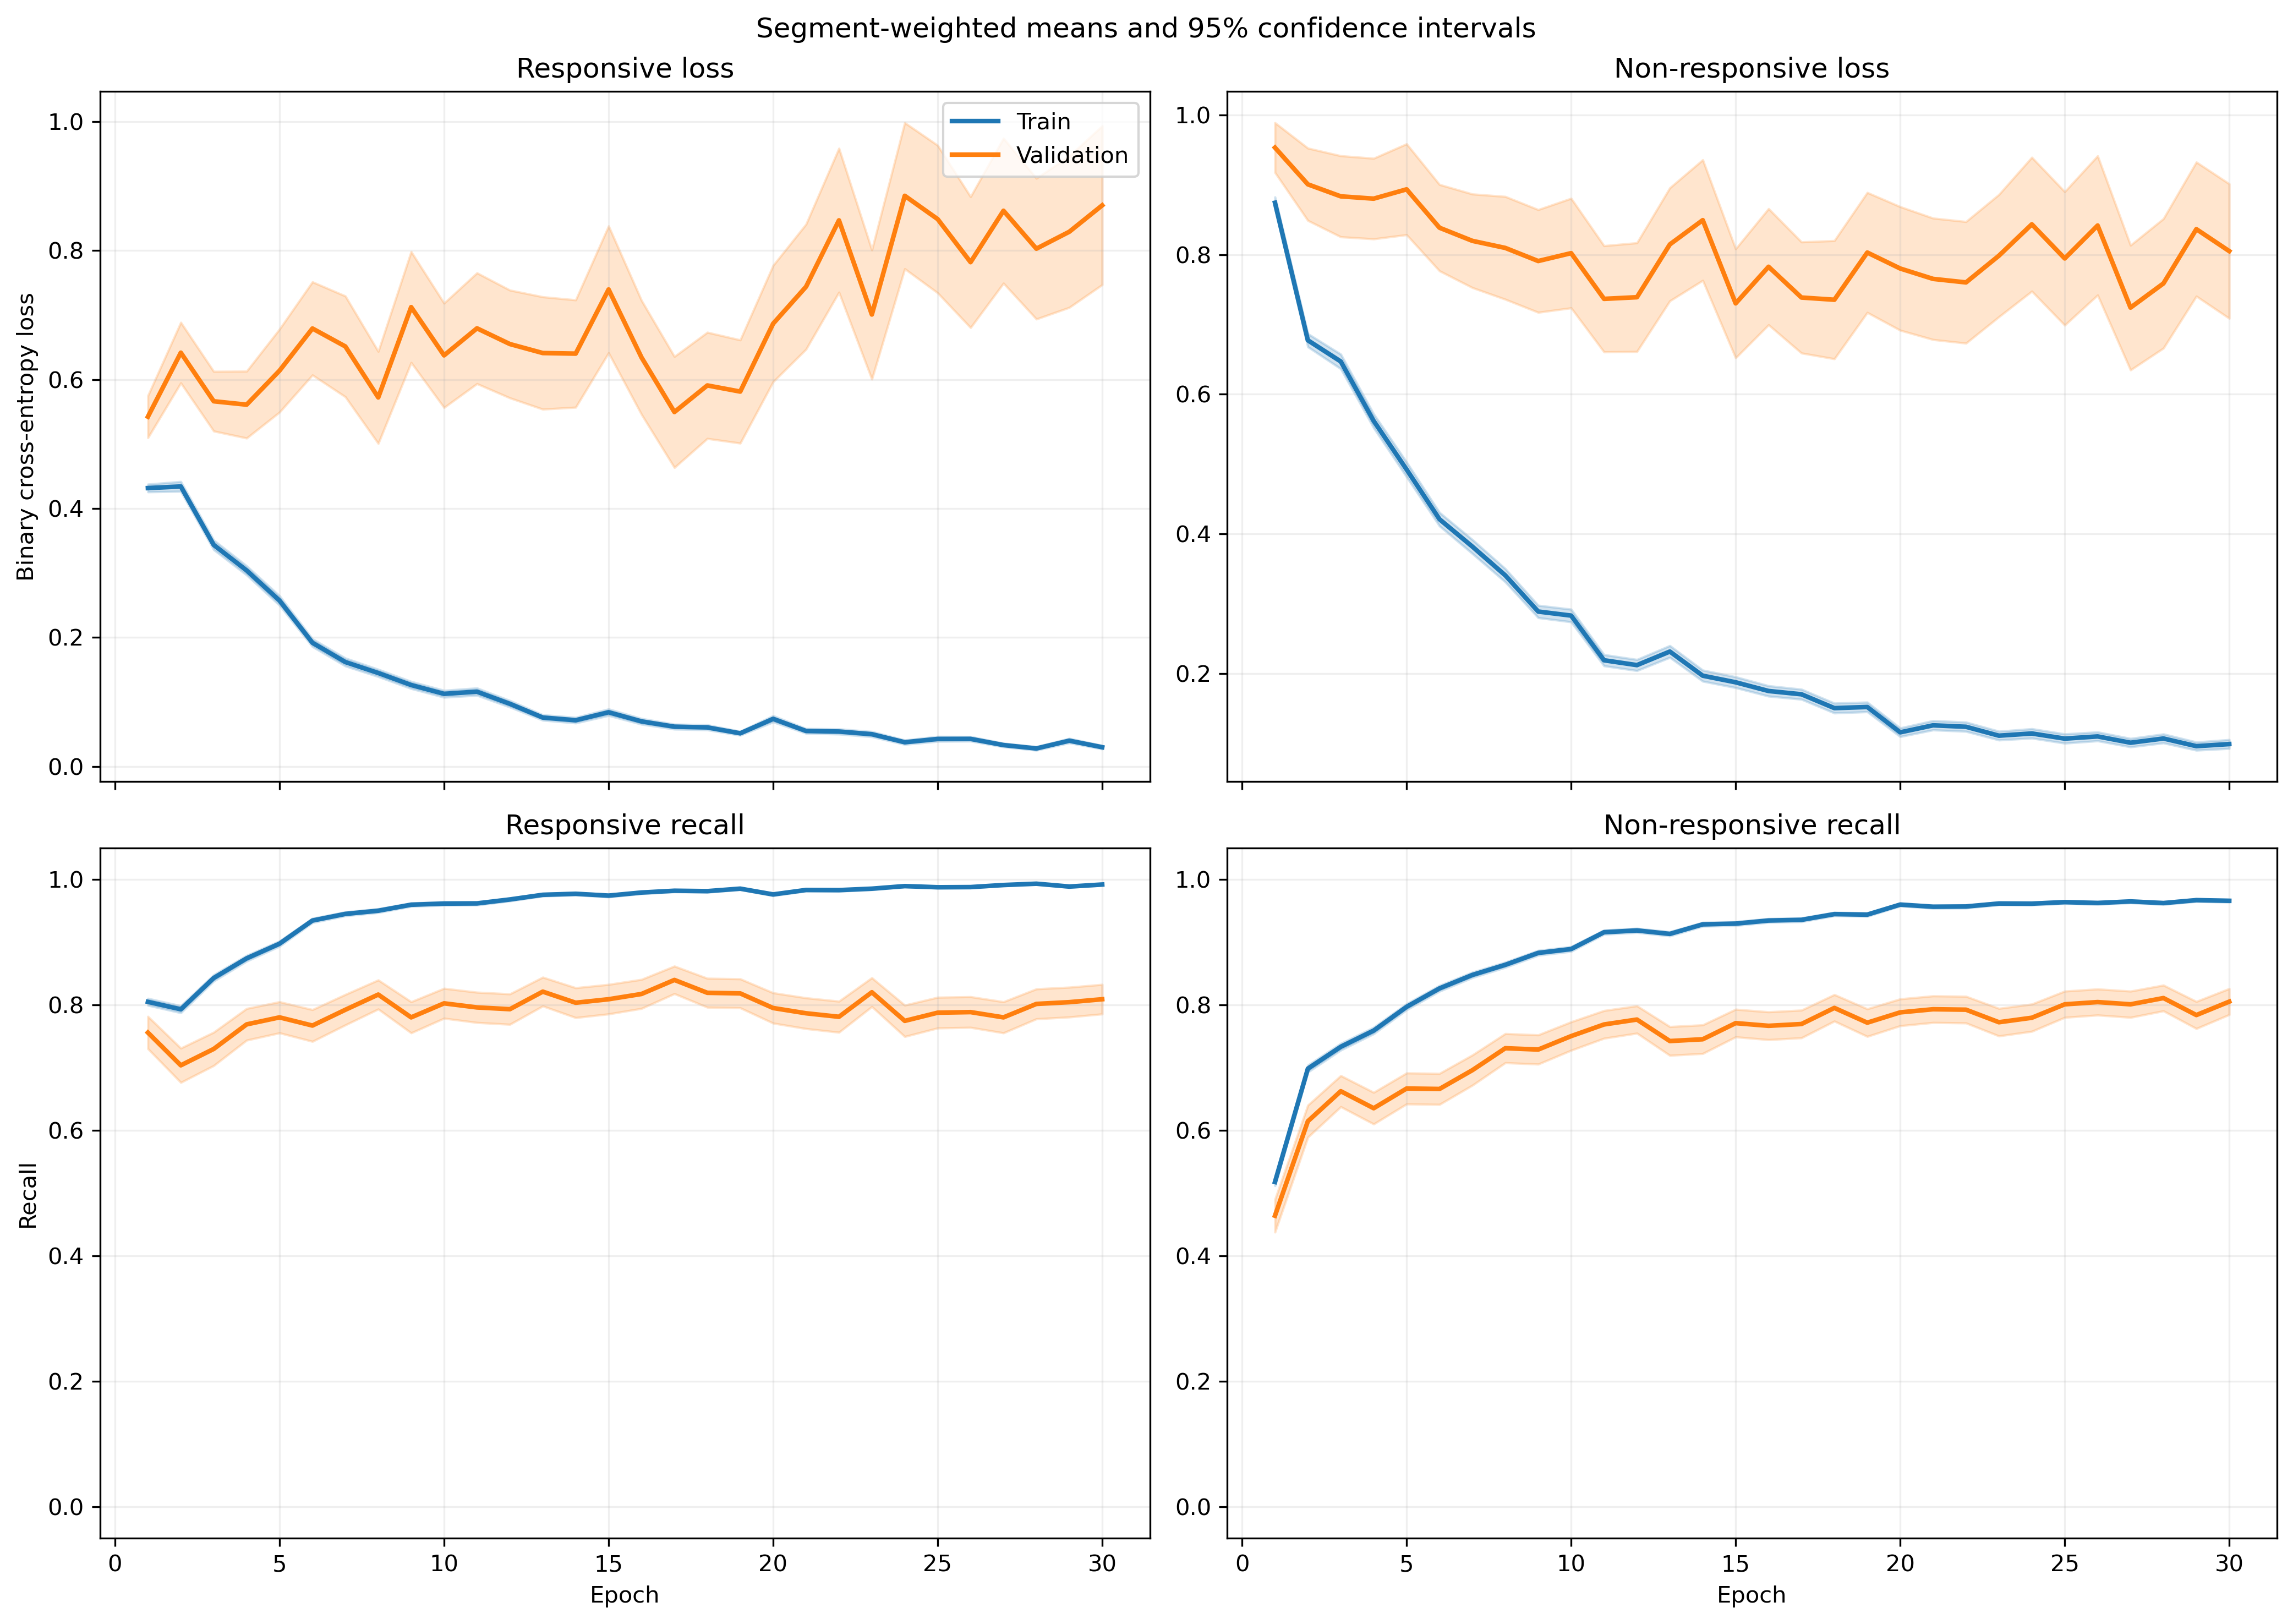 Segment-weighted means and 95% confidence intervals
Responsive loss
Non-responsive loss
Binary cross-entropy loss
1.0
0.8
0.6
0.4
0.2
0.0
Train
Validation
1.0
0.8
0.6
0.4
0.2
Responsive recall
Non-responsive recall
Recall
1.0
0.8
0.6
0.4
0.2
0.0
0 5 10 15 20 25 30
Epoch
1.0
0.8
0.6
0.4
0.2
0.0
0 5 10 15 20 25 30
Epoch